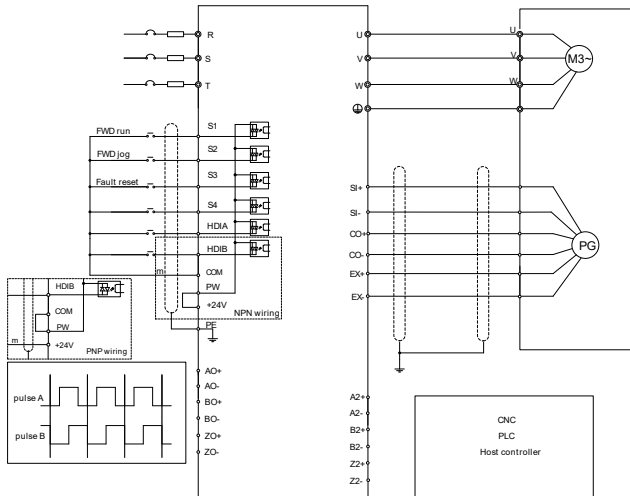 R
S
T
FWD run
FWD jog
Fault reset
S1
S2
S3
S4
HDIA
HDIB
COM
PW
+24V
PE
NPN wiring
m
HDIB
COM
PW
+24V
m
PNP wiring
pulse A
pulse B
AO+
AO-
BO+
BO-
ZO+
ZO-
U
V
W
U
V
W
M3~
SI+
SI-
CO+
CO-
EX+
EX-
PG
A2+
A2-
B2+
B2-
Z2+
Z2-
CNC
PLC
Host controller